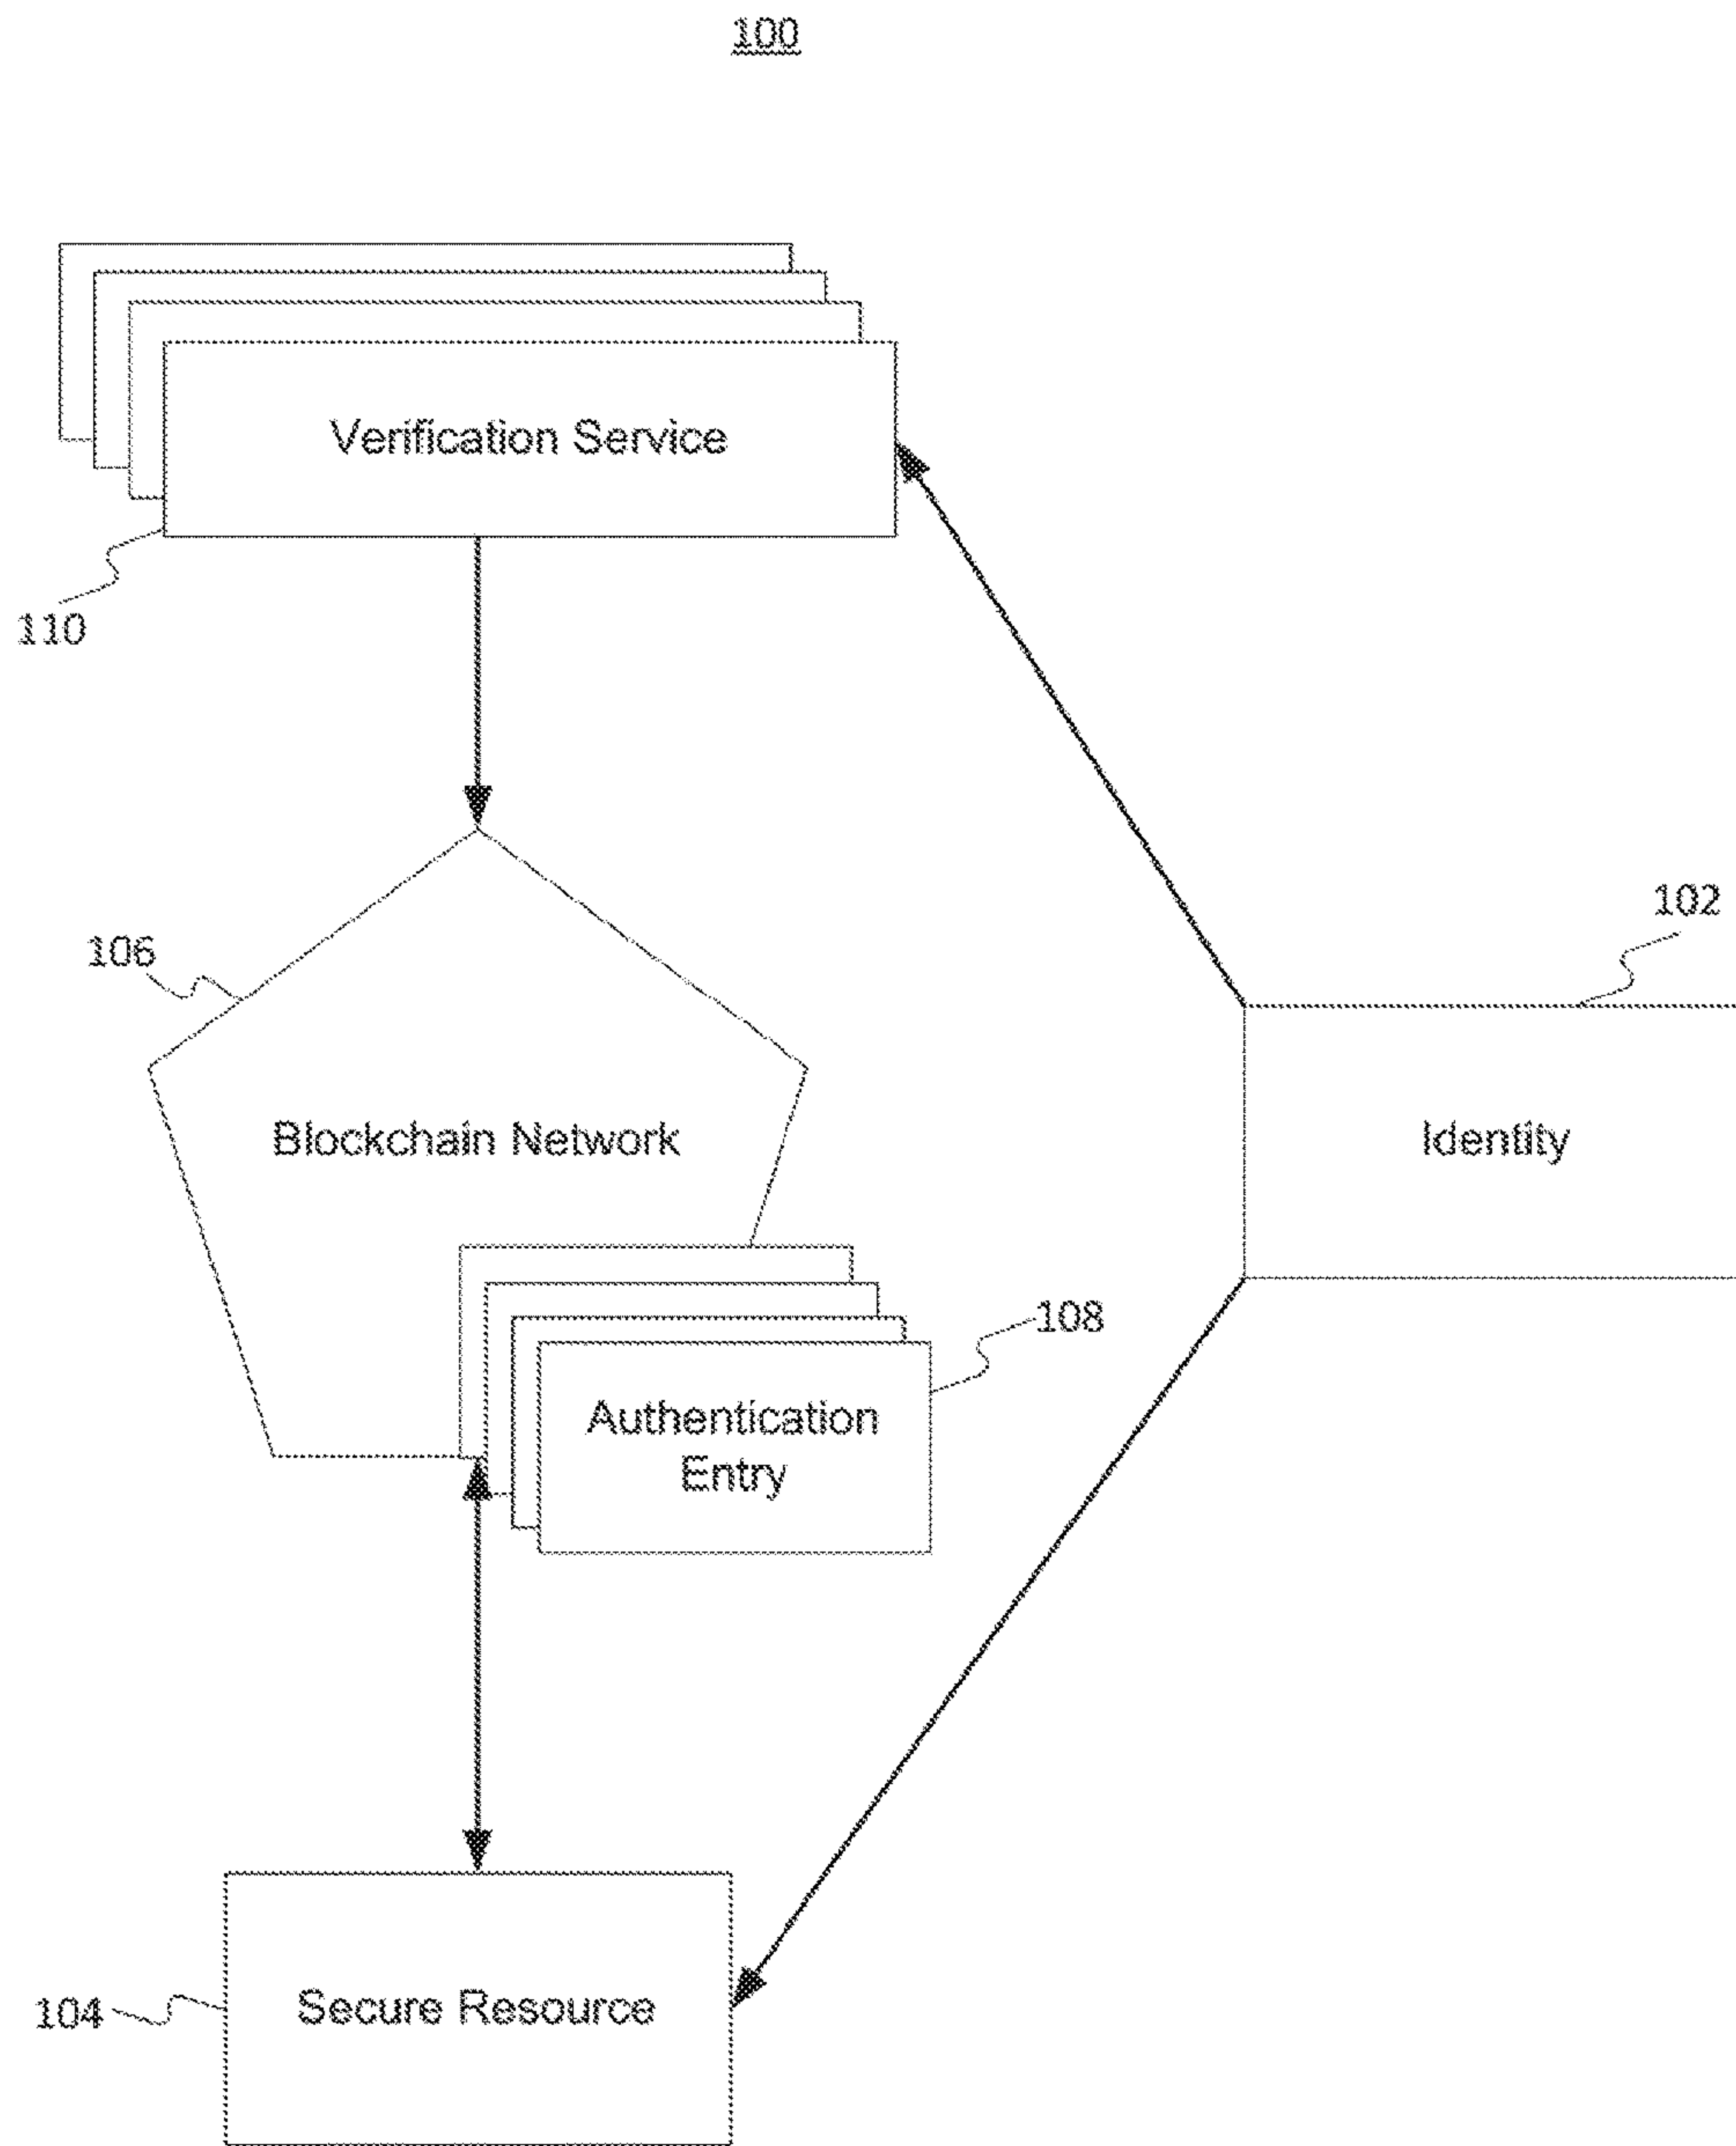 100
Verification Service
110
102
106
Blockchain Network
Identity
108
Authentication
Entry
104
Secure Resource